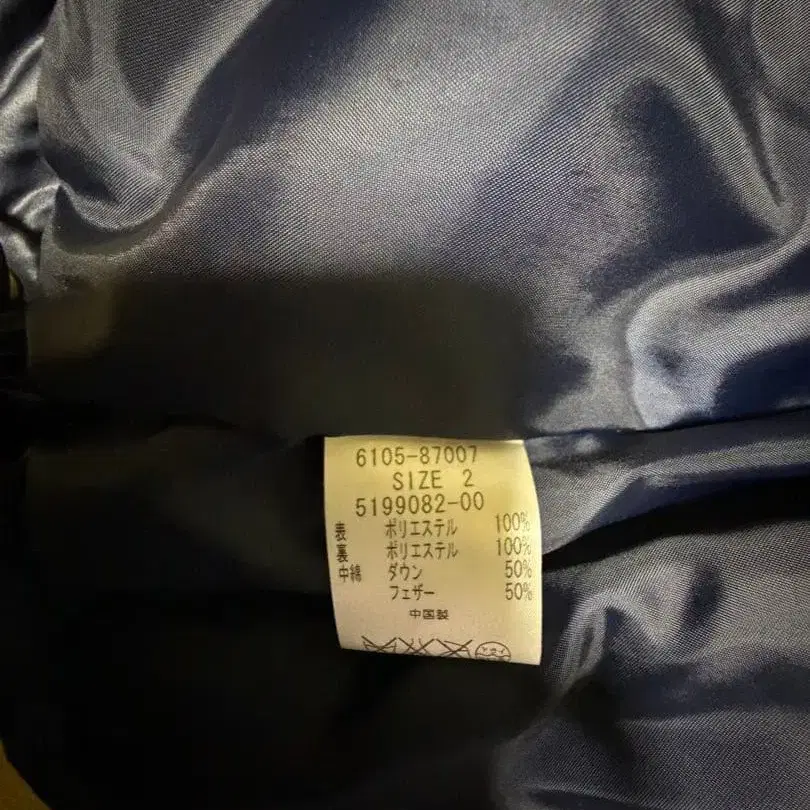 6105-87007
SIZE 2
5199082-00
表 ポリエステル 100%
裏 ポリエステル 100%
中綿 ダウン 50%
フェザー 50%
中国製